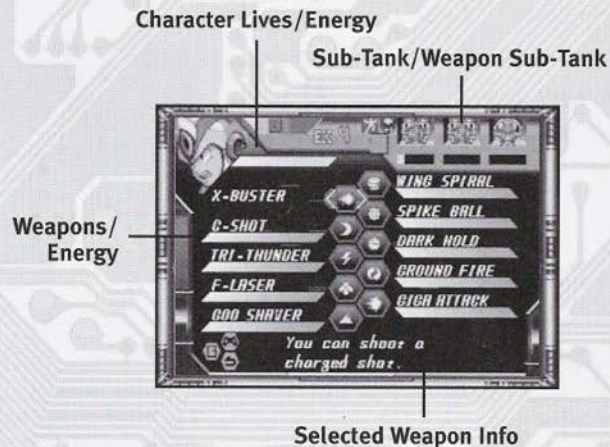 Character Lives/Energy
Sub-Tank/Weapon Sub-Tank
Weapons/
Energy
X-BUSTER
C-SHOT
TRI-THUNDER
F-LASER
GOO SHAVER
WING SPIRAL
SPIKE BALL
DARK HOLD
GROUND FIRE
GIGA ATTACK
You can shoot a
charged shot.
Selected Weapon Info